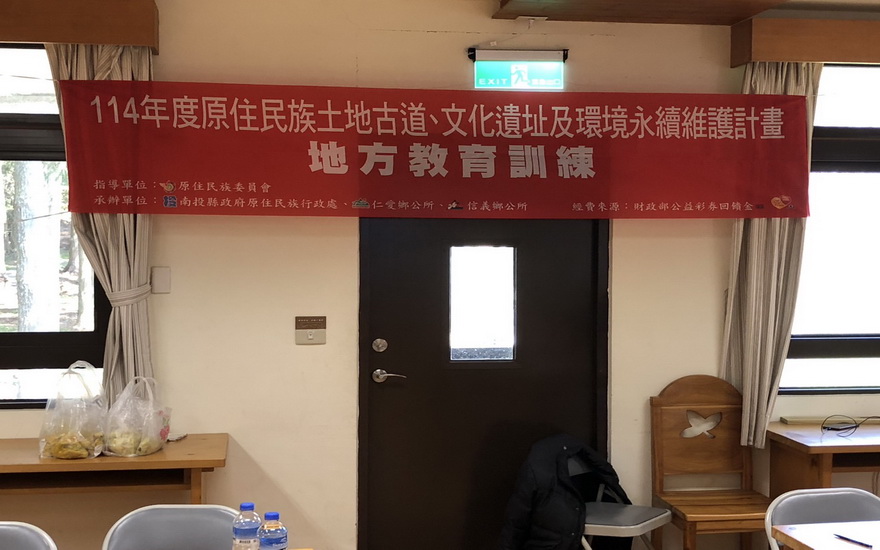 EXIT
114年度原住民族土地古道、文化遺址及環境永續維護計畫
地方教育訓練
指導單位：原住民族委員會
承辦單位：南投縣政府原住民族行政處、仁愛鄉公所、信義鄉公所 經費來源：財政部公益彩券回饋金